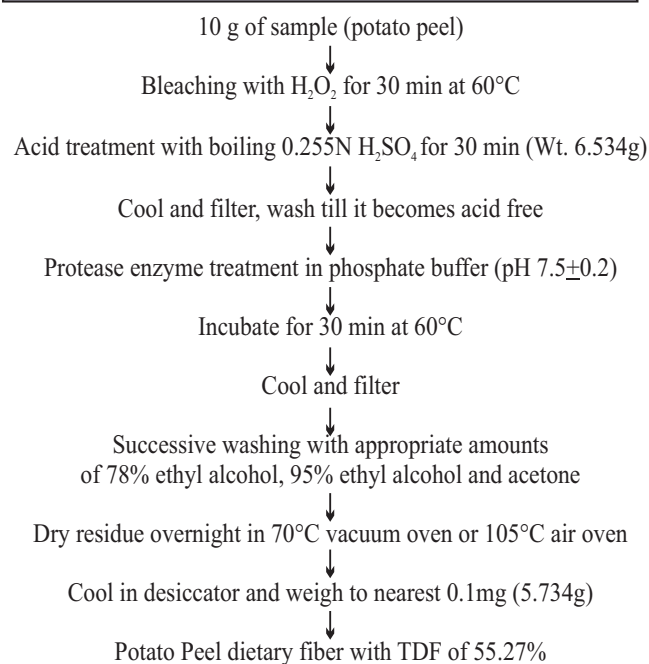 10 g of sample (potato peel)
Bleaching with H₂O₂ for 30 min at 60°C
Acid treatment with boiling 0.255N H₂SO₄ for 30 min (Wt. 6.534g)
Cool and filter, wash till it becomes acid free
Protease enzyme treatment in phosphate buffer (pH 7.5±0.2)
Incubate for 30 min at 60°C
Cool and filter
Successive washing with appropriate amounts
of 78% ethyl alcohol, 95% ethyl alcohol and acetone
Dry residue overnight in 70°C vacuum oven or 105°C air oven
Cool in desiccator and weigh to nearest 0.1mg (5.734g)
Potato Peel dietary fiber with TDF of 55.27%